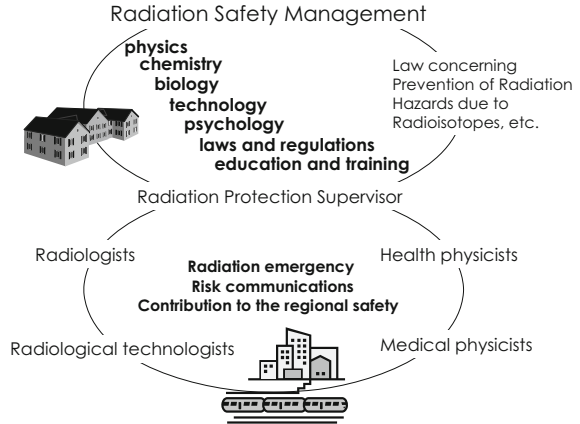 Radiation Safety Management
physics
chemistry
biology
technology
psychology
laws and regulations
education and training
Law concerning
Prevention of Radiation
Hazards due to
Radioisotopes, etc.
Radiation Protection Supervisor
Radiologists
Health physicists
Radiation emergency
Risk communications
Contribution to the regional safety
Radiological technologists
Medical physicists